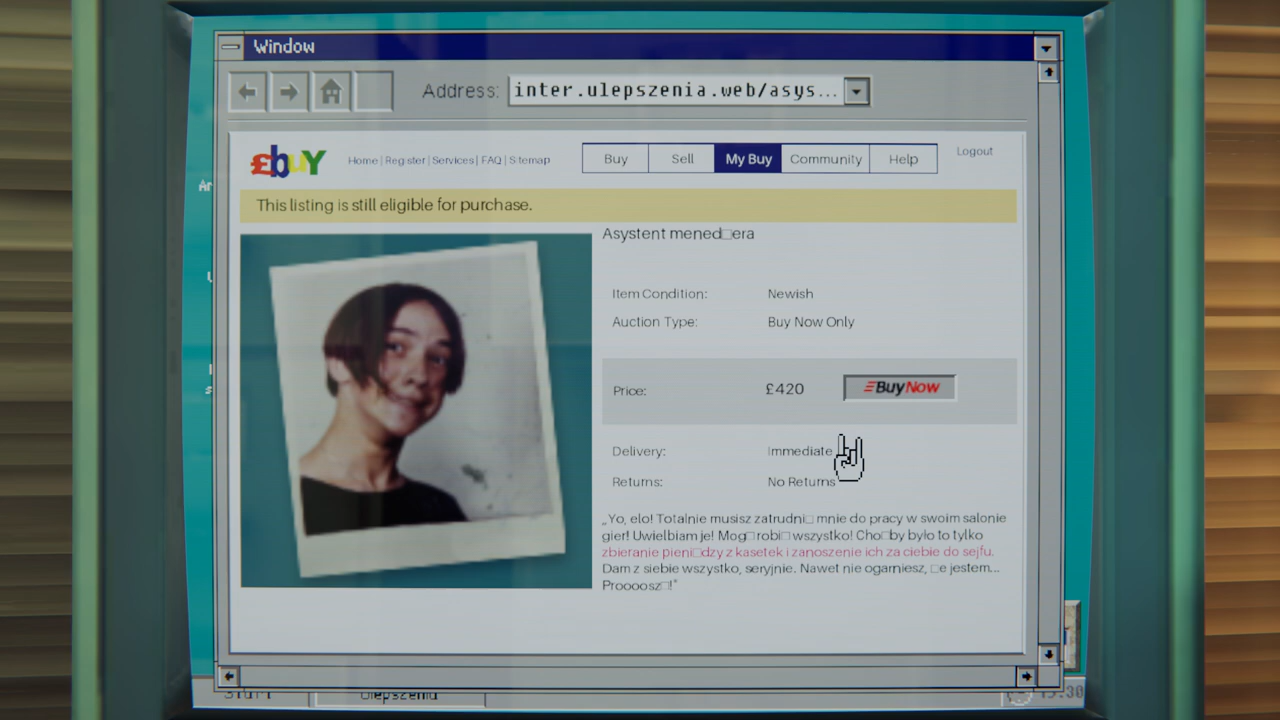 Window
Address: inter.ulepszenia.web/asys...
£buY
Home | Register | Services | FAQ | Sitemap
Buy Sell My Buy Community Help Logout
This listing is still eligible for purchase.
Asystent mened□era
Item Condition: Newish
Auction Type: Buy Now Only
Price: £420 BuyNow
Delivery: Immediate
Returns: No Returns
„Yo, elo! Totalnie musisz zatrudni□ mnie do pracy w swoim salonie
gier! Uwielbiam je! Mog□ robi□ wszystko! Cho□by było to tylko
zbieranie pieni□dzy z kasetek i zanoszenie ich za ciebie do sejfu.
Dam z siebie wszystko, seryjnie. Nawet nie ogarniesz, □e jestem...
Prooooosz□!"
Start Ulepszenia